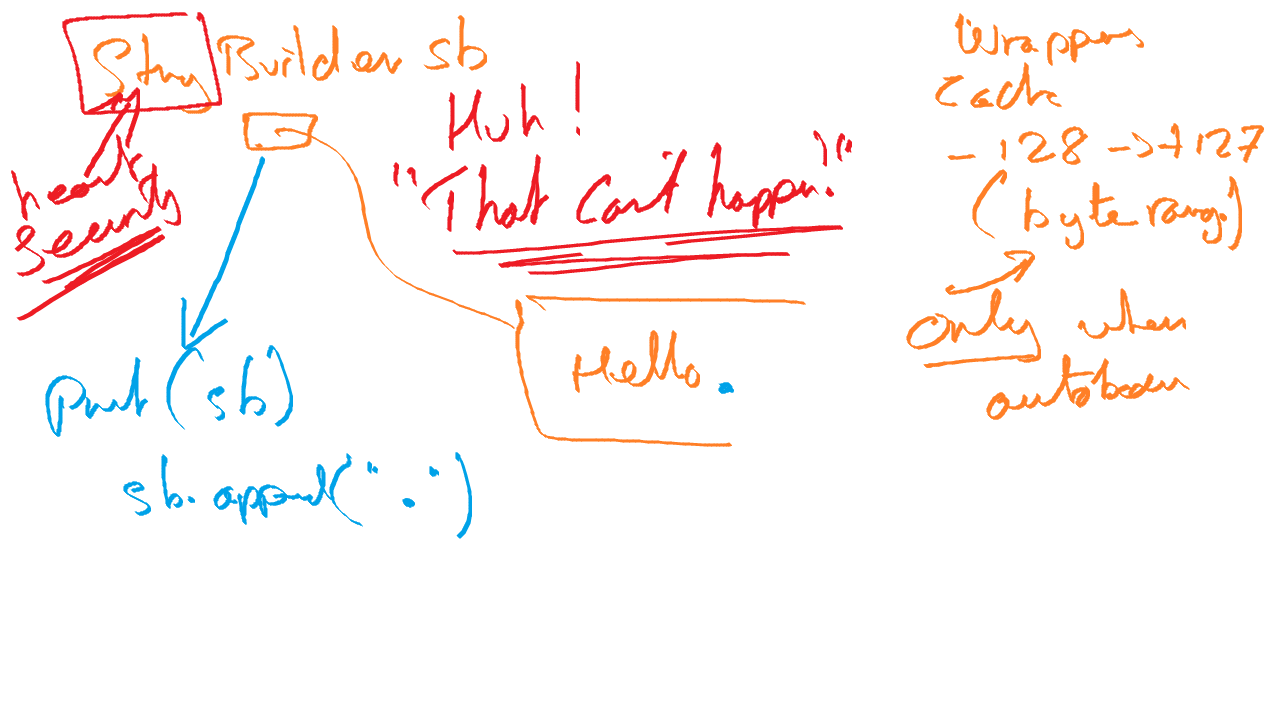 String Builder sb
heart
Security
Huh!
"That can't happen!"
Hello.
Print(sb)
sb.append(".")
Wrappers
Cache
-128 -> +127
(byte range)
only when
autobox